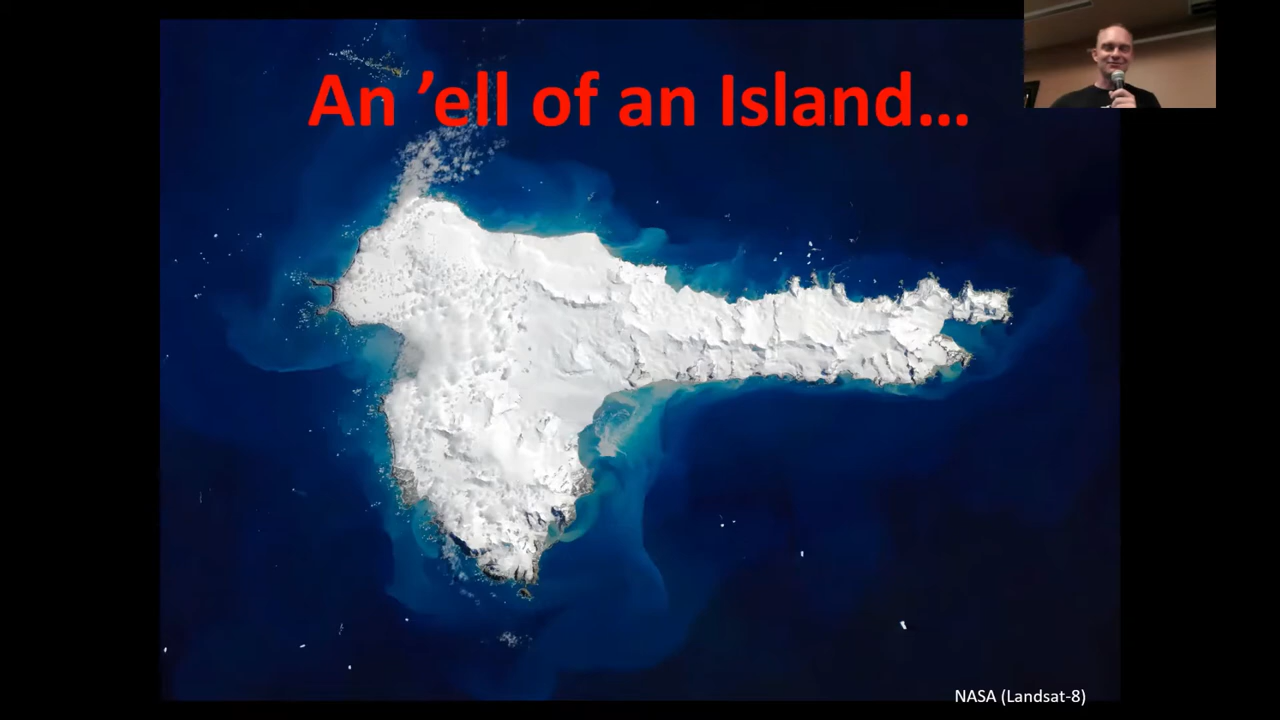 An ’ell of an Island…
NASA (Landsat-8)